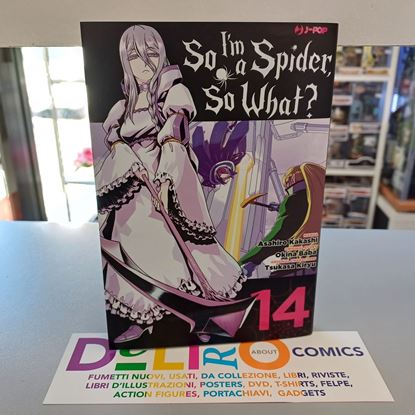 J-POP
So I'm
a Spider,
So What?
Asahiro Kakashi
Okina Baba
Tsukasa Kiryu
14
DeLiRO ABOUT COMICS
FUMETTI NUOVI, USATI, DA COLLEZIONE, LIBRI, RIVISTE,
LIBRI D'ILLUSTRAZIONI, POSTERS, DVD, T-SHIRTS, FELPE,
ACTION FIGURES, PORTACHIAVI, GADGETS